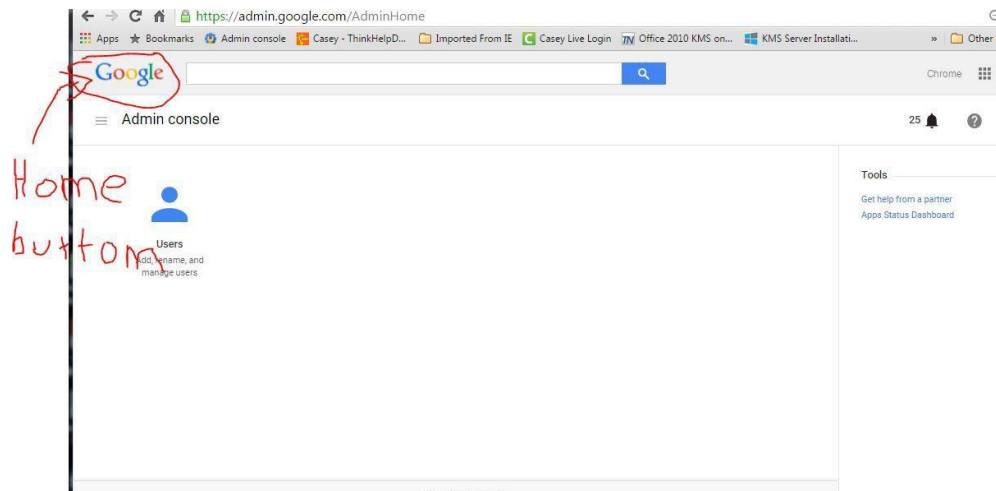 https://admin.google.com/AdminHome
Apps Bookmarks Admin console Casey - ThinkHelpD... Imported From IE Casey Live Login TN Office 2010 KMS on... KMS Server Installati... » Other
Google Chrome
Admin console 25 ?
Home
button
Users
Add, rename, and
manage users
Tools
Get help from a partner
Apps Status Dashboard